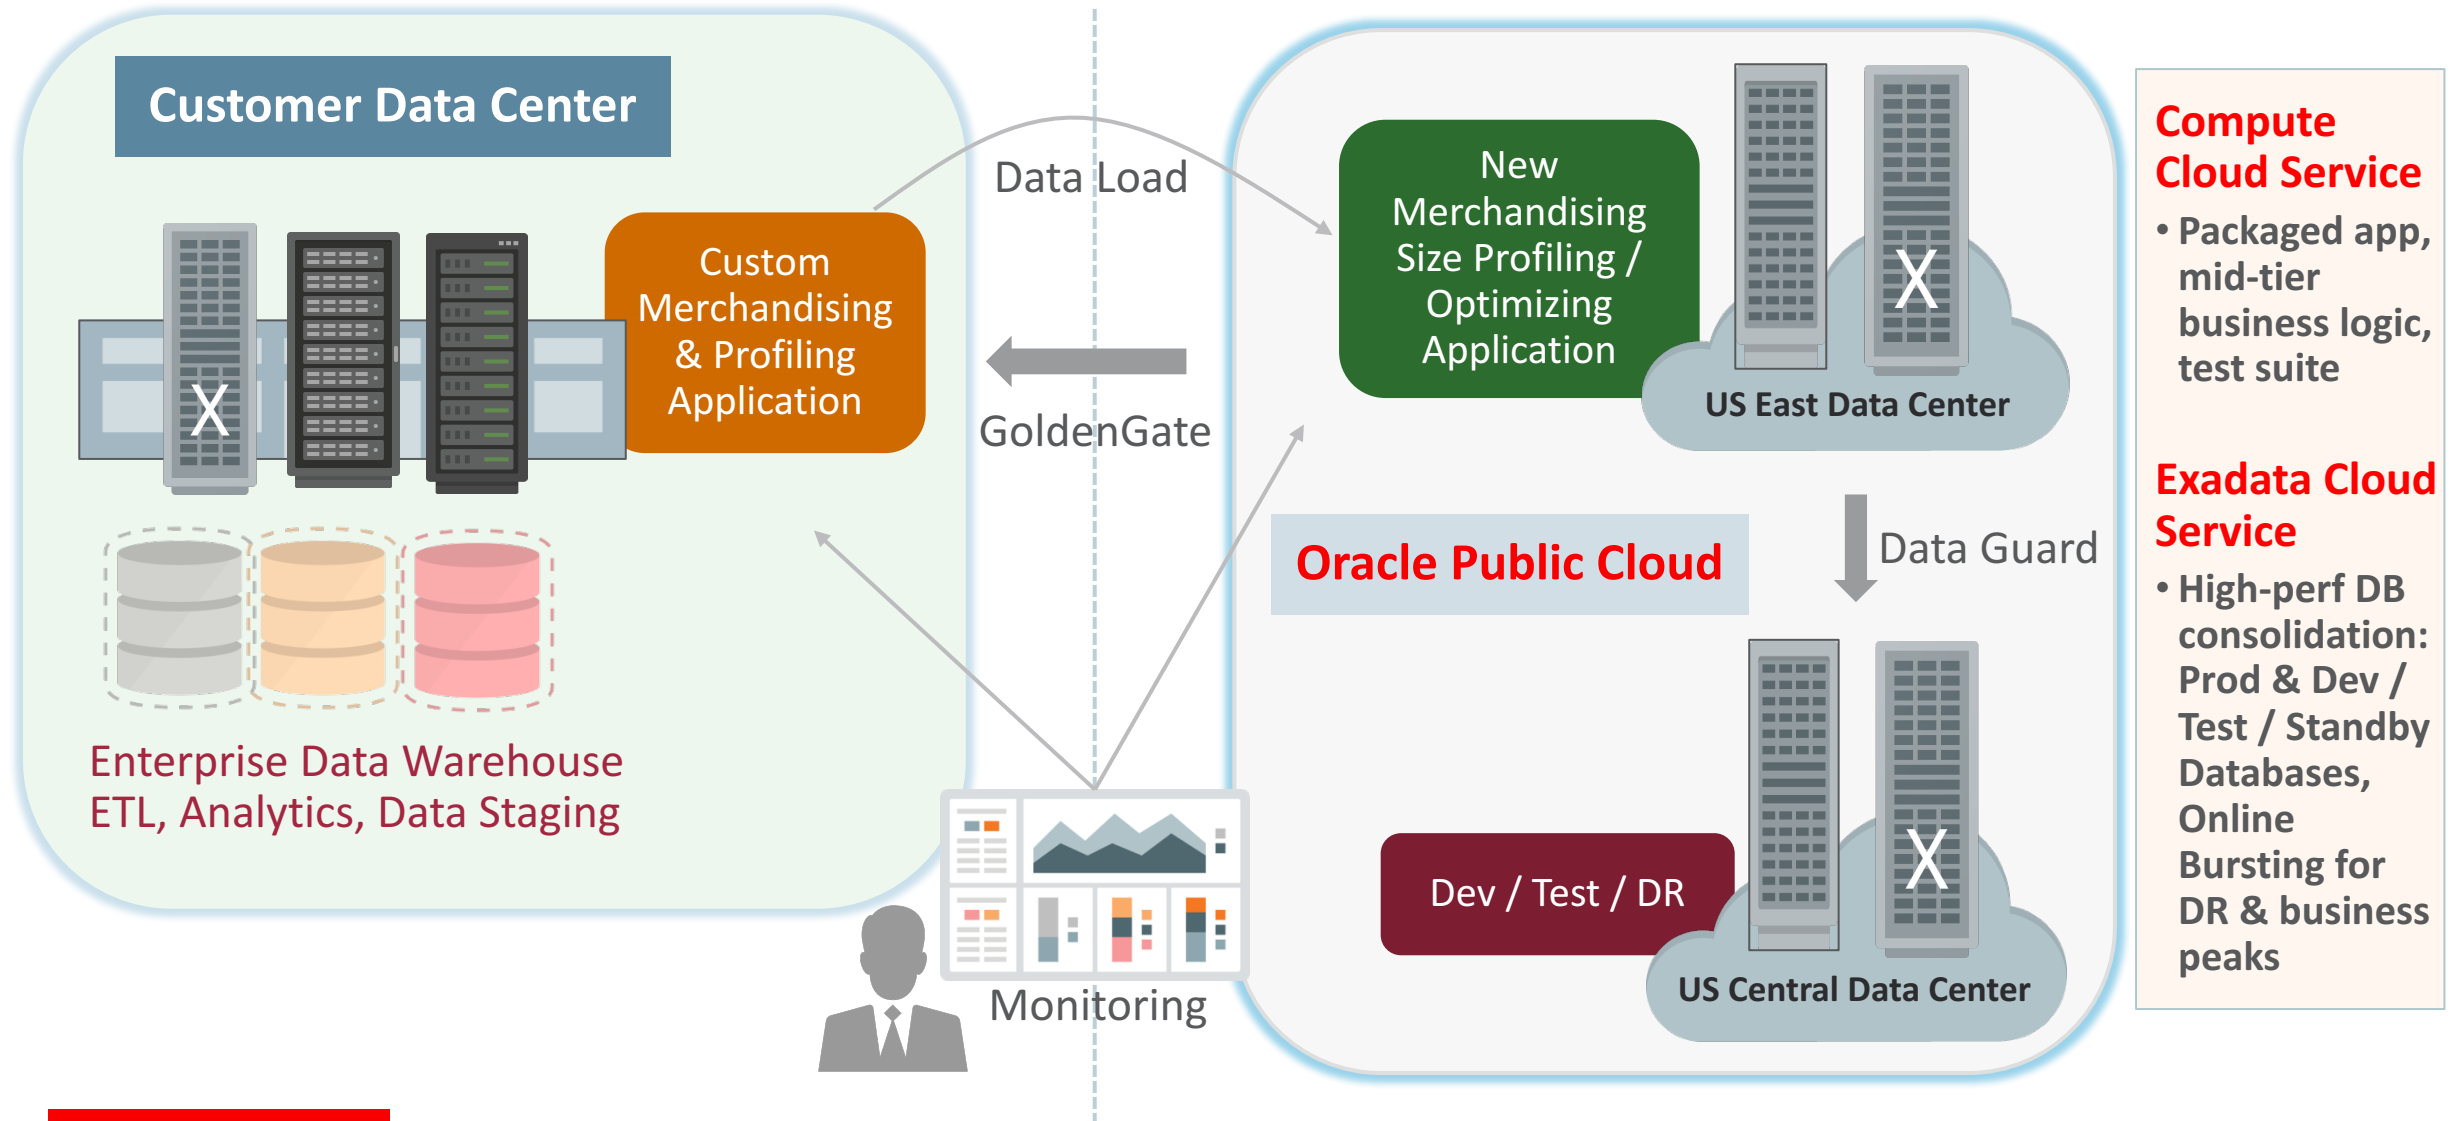 Customer Data Center
Custom
Merchandising
& Profiling
Application
X
Enterprise Data Warehouse
ETL, Analytics, Data Staging
Data Load
GoldenGate
Monitoring
New
Merchandising
Size Profiling /
Optimizing
Application
X
US East Data Center
Oracle Public Cloud
Data Guard
Dev / Test / DR
X
US Central Data Center
Compute
Cloud Service
• Packaged app,
mid-tier
business logic,
test suite
Exadata Cloud
Service
• High-perf DB
consolidation:
Prod & Dev /
Test / Standby
Databases,
Online
Bursting for
DR & business
peaks